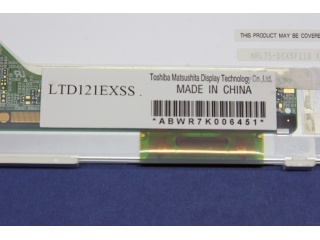 THIS PRODUCT MAY BE COVERE
LTD121EXSS .
Toshiba Matsushita Display Technology Co.,Ltd.
MADE IN CHINA
*ABWR7K006451*